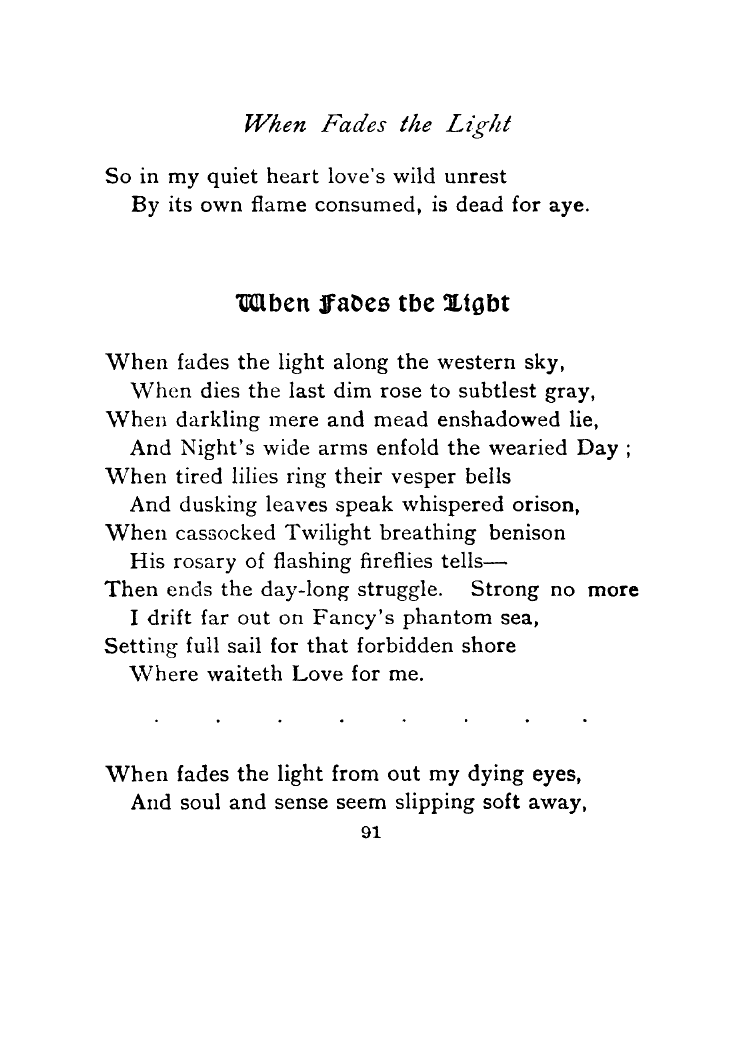 When Fades the Light
So in my quiet heart love's wild unrest
By its own flame consumed, is dead for aye.
When Fades the Light
When fades the light along the western sky,
When dies the last dim rose to subtlest gray,
When darkling mere and mead enshadowed lie,
And Night's wide arms enfold the wearied Day ;
When tired lilies ring their vesper bells
And dusking leaves speak whispered orison,
When cassocked Twilight breathing benison
His rosary of flashing fireflies tells—
Then ends the day-long struggle. Strong no more
I drift far out on Fancy's phantom sea,
Setting full sail for that forbidden shore
Where waiteth Love for me.
. . . . . . . .
When fades the light from out my dying eyes,
And soul and sense seem slipping soft away,
91